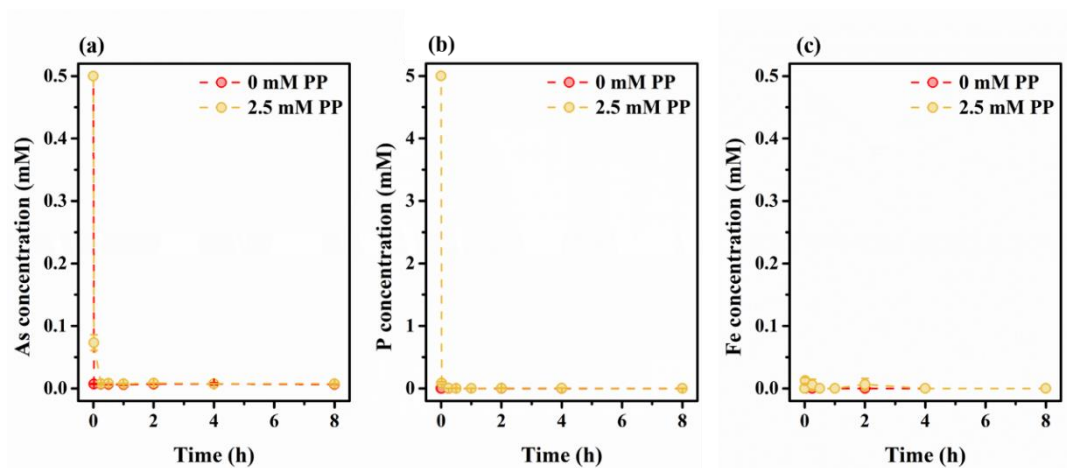 (a)
0 mM PP
2.5 mM PP
0.5
0.4
0.3
0.2
0.1
0.0
As concentration (mM)
0 2 4 6 8
Time (h)
(b)
0 mM PP
2.5 mM PP
5
4
3
2
1
0
P concentration (mM)
0 2 4 6 8
Time (h)
(c)
0 mM PP
2.5 mM PP
0.5
0.4
0.3
0.2
0.1
0.0
Fe concentration (mM)
0 2 4 6 8
Time (h)